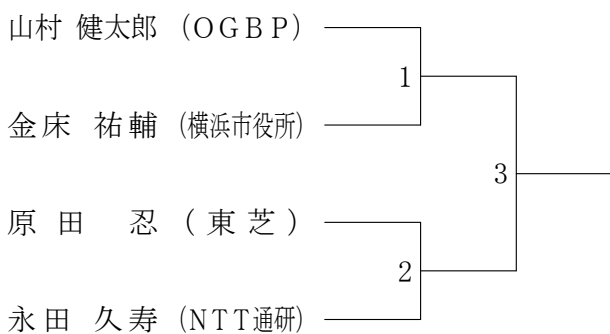 山村 健太郎 (OGBP)
1
金床 祐輔 (横浜市役所)
3
原田 忍 (東芝)
2
永田 久寿 (NTT通研)